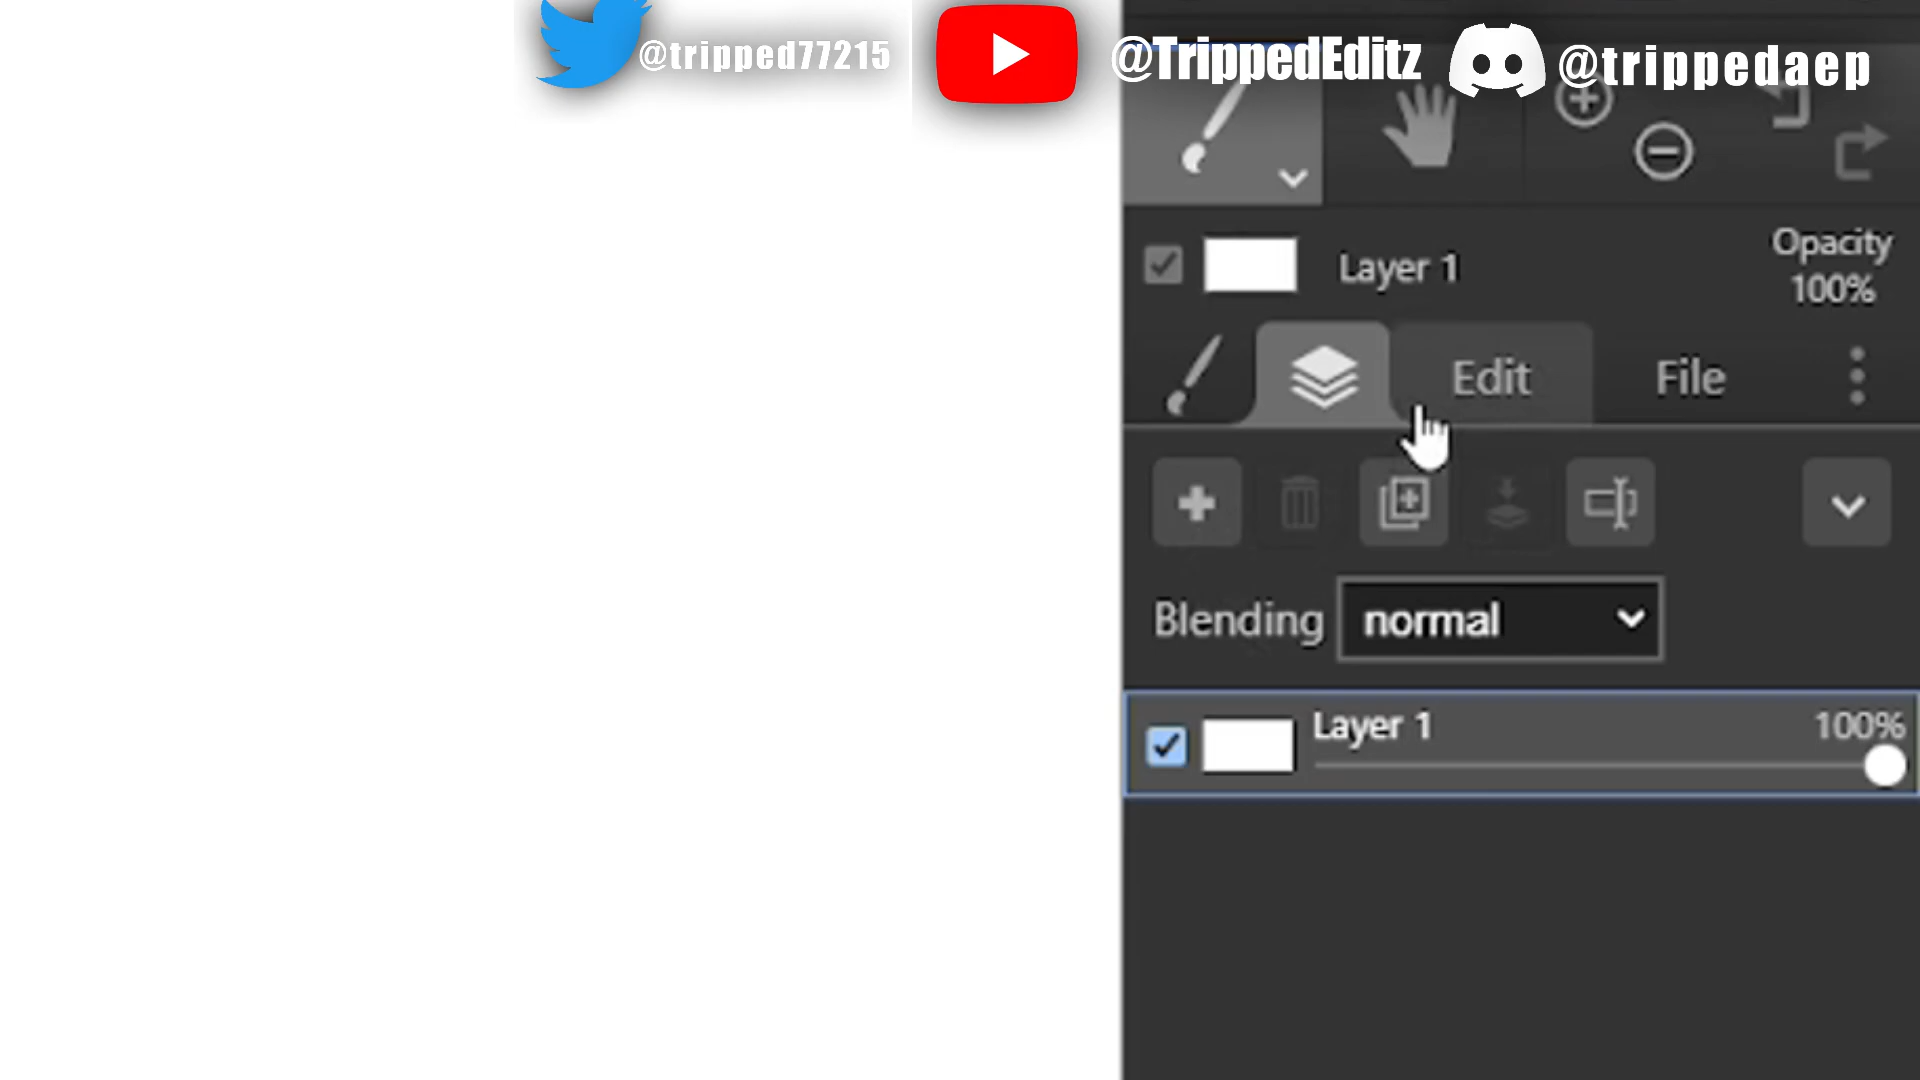 @tripped77215
@TrippedEditz
@trippedaep
Layer 1
Opacity
100%
Edit
File
Blending
normal
Layer 1
100%